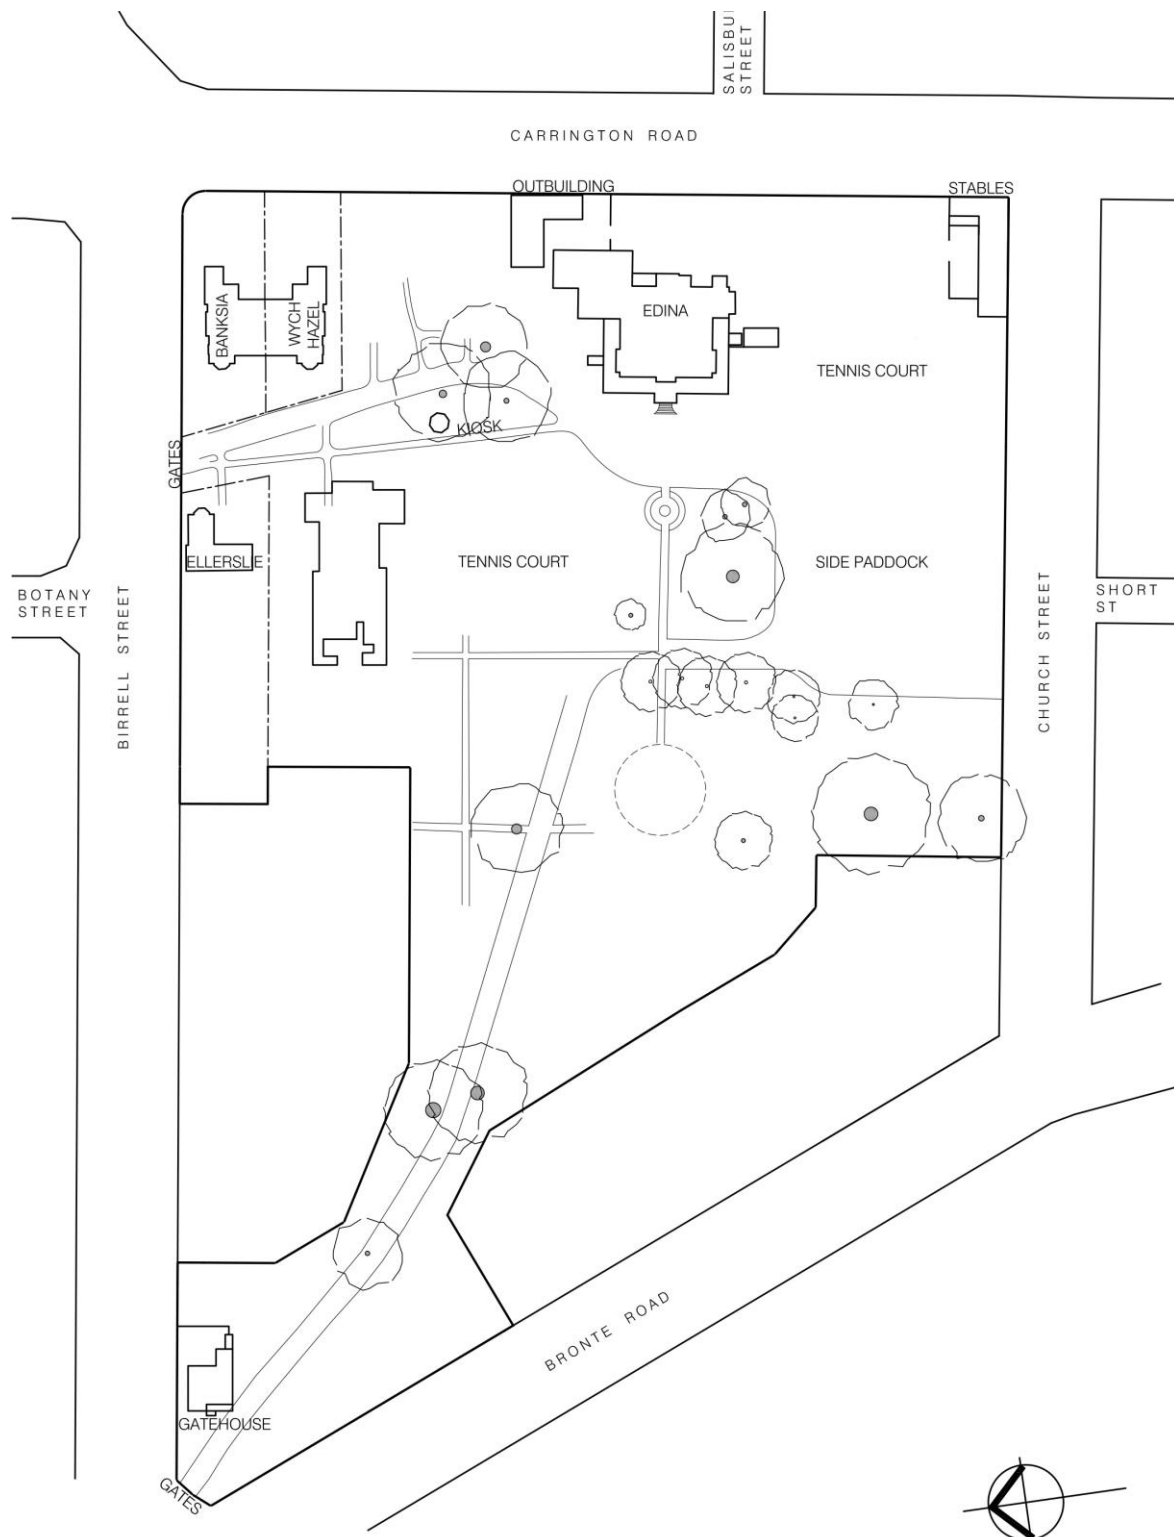 SALISBU
STREET
CARRINGTON ROAD
OUTBUILDING
STABLES
BANKSIA
WYCH
HAZEL
EDINA
TENNIS COURT
KIOSK
GATES
ELLERSLIE
TENNIS COURT
SIDE PADDOCK
BOTANY
STREET
BIRRELL STREET
CHURCH STREET
SHORT
ST
BRONTE ROAD
GATEHOUSE
GATES